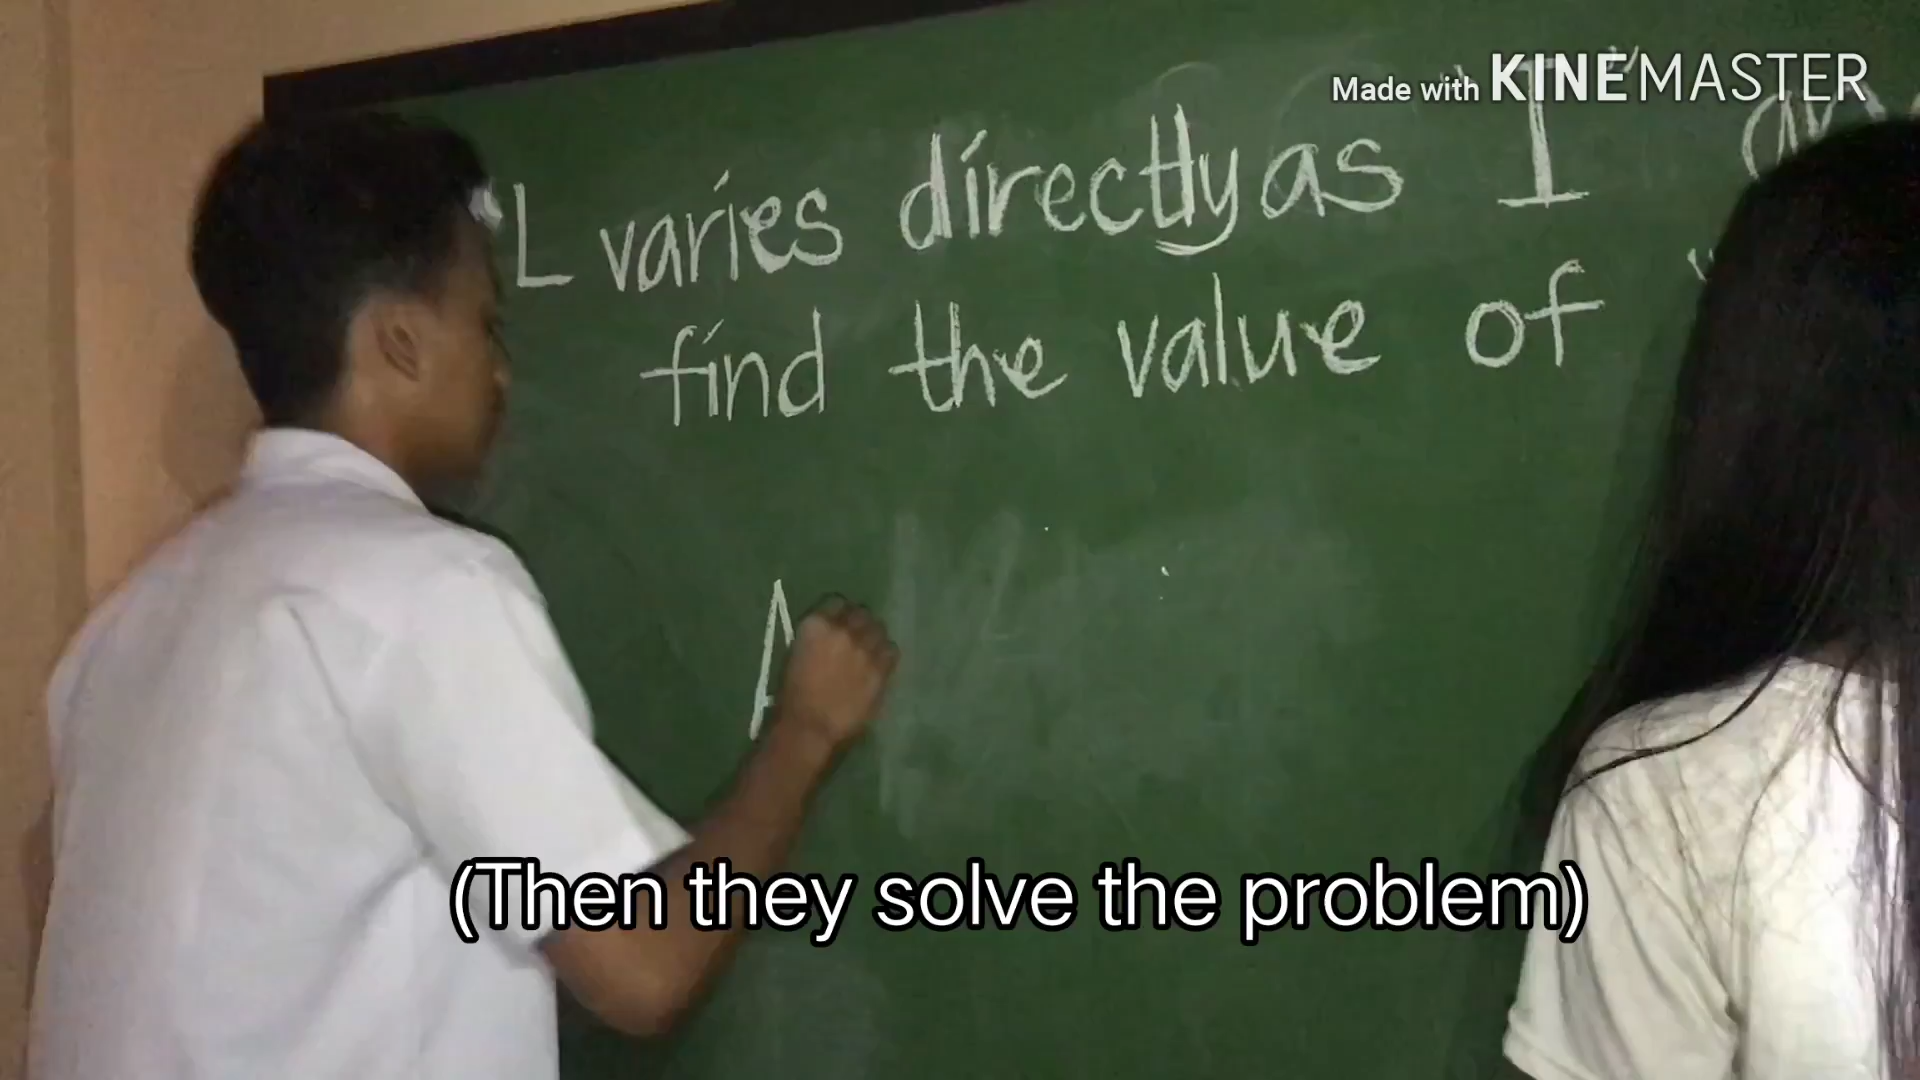 Made with KINEMASTER
"L varies directly as "I"
find the value of "
A
(Then they solve the problem)